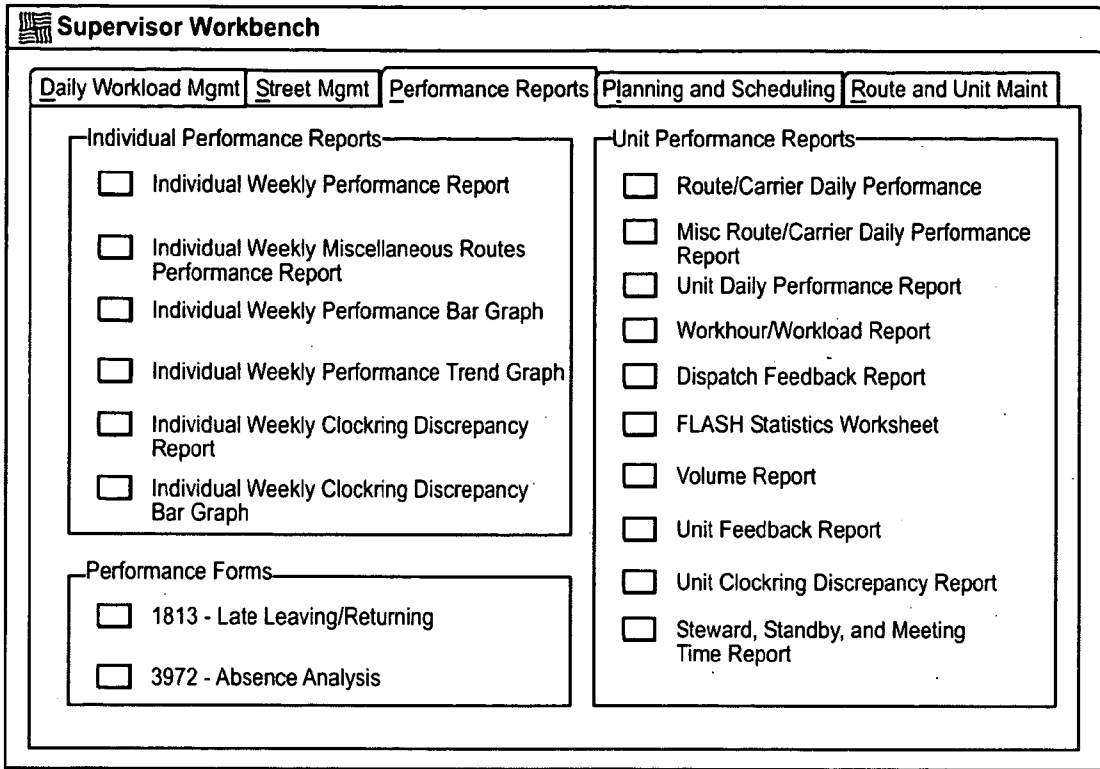 Supervisor Workbench
Daily Workload Mgmt
Street Mgmt
Performance Reports
Planning and Scheduling
Route and Unit Maint
Individual Performance Reports
Individual Weekly Performance Report
Individual Weekly Miscellaneous Routes
Performance Report
Individual Weekly Performance Bar Graph
Individual Weekly Performance Trend Graph
Individual Weekly Clockring Discrepancy
Report
Individual Weekly Clockring Discrepancy
Bar Graph
Performance Forms
1813 - Late Leaving/Returning
3972 - Absence Analysis
Unit Performance Reports
Route/Carrier Daily Performance
Misc Route/Carrier Daily Performance
Report
Unit Daily Performance Report
Workhour/Workload Report
Dispatch Feedback Report
FLASH Statistics Worksheet
Volume Report
Unit Feedback Report
Unit Clockring Discrepancy Report
Steward, Standby, and Meeting
Time Report